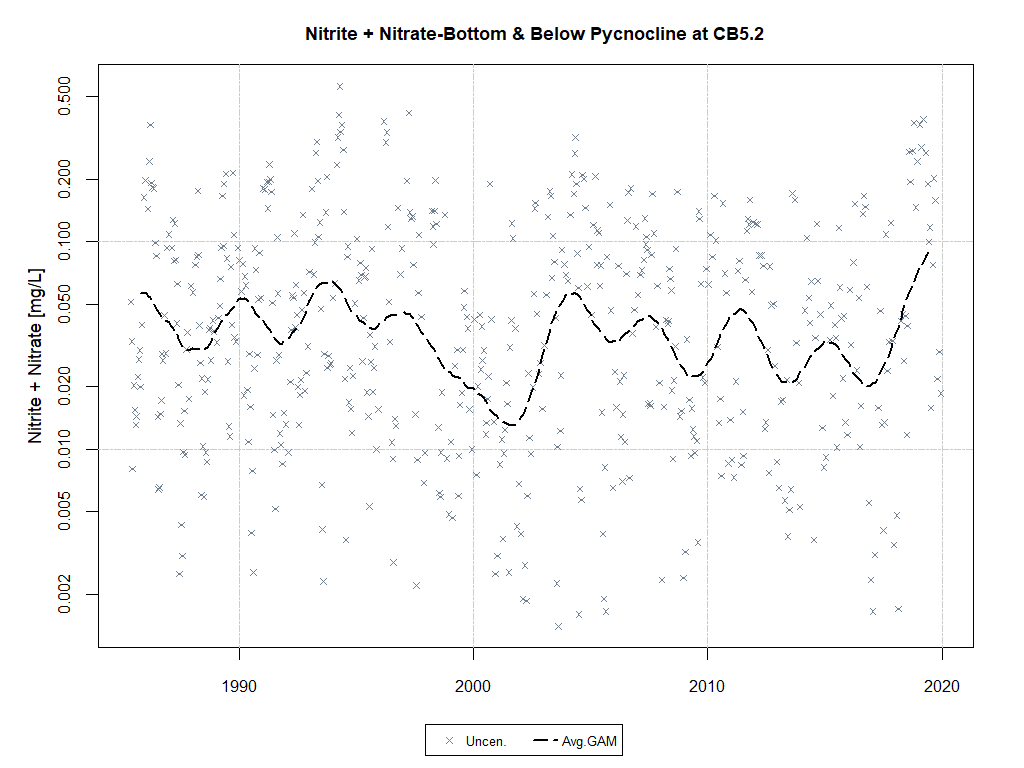 Nitrite + Nitrate-Bottom & Below Pycnocline at CB5.2
Nitrite + Nitrate [mg/L]
0.500
0.200
0.100
0.050
0.020
0.010
0.005
0.002
1990 2000 2010 2020
Uncen. Avg.GAM